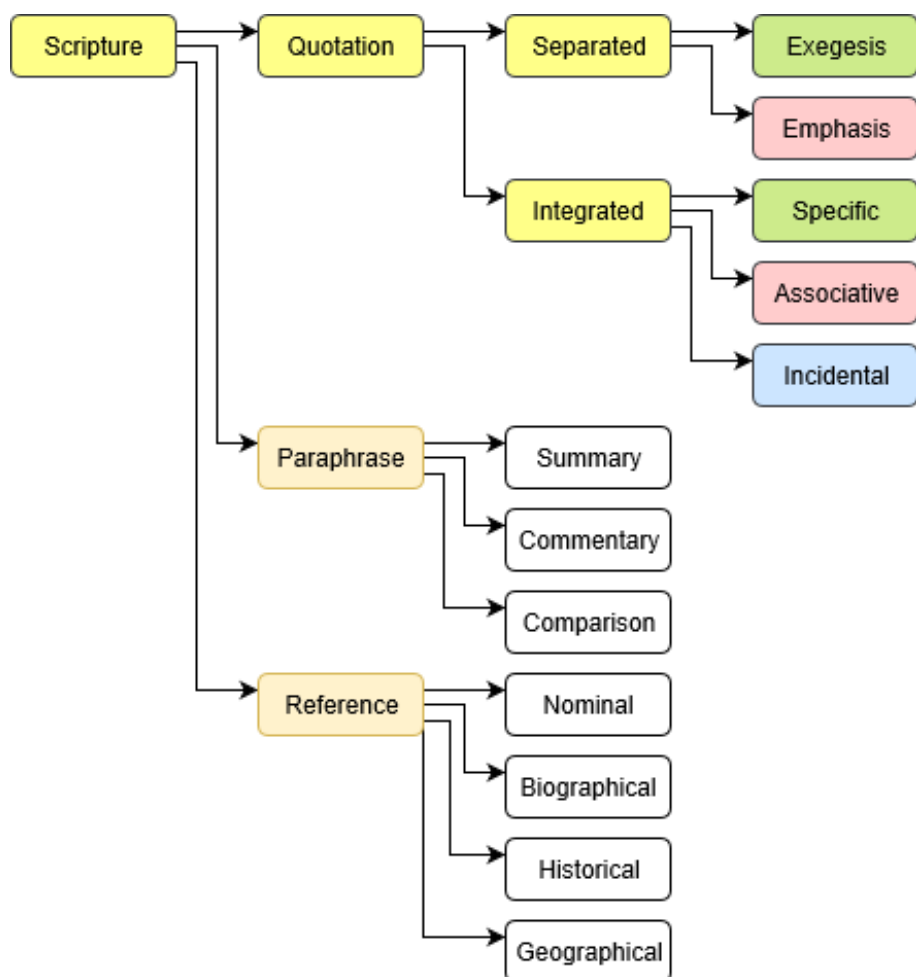 Scripture
Quotation
Separated
Exegesis
Emphasis
Integrated
Specific
Associative
Incidental
Paraphrase
Summary
Commentary
Comparison
Reference
Nominal
Biographical
Historical
Geographical